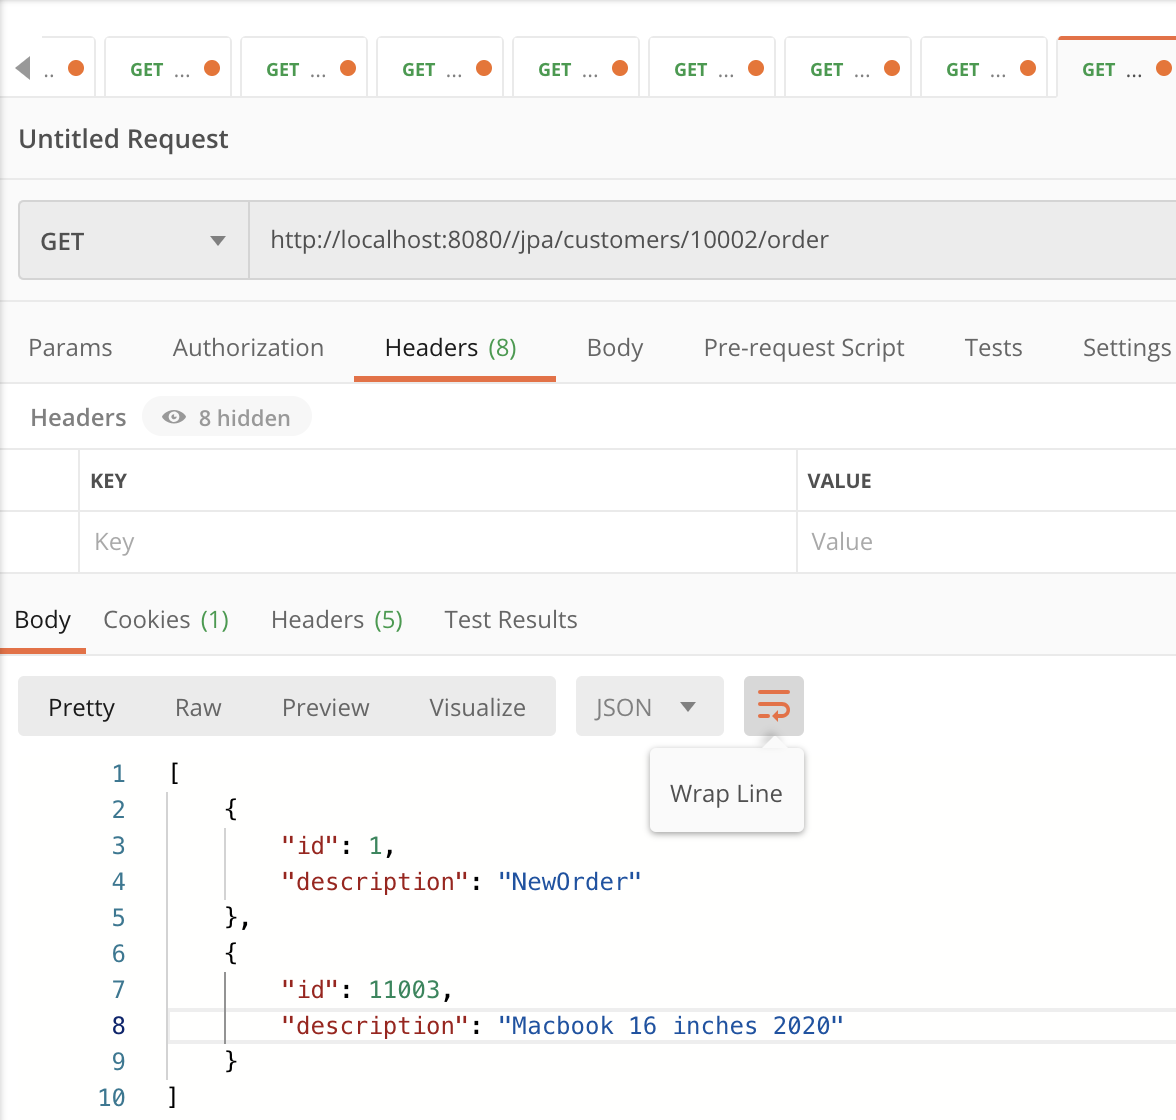 .. GET ... GET ... GET ... GET ... GET ... GET ... GET ... GET ...
Untitled Request
GET http://localhost:8080//jpa/customers/10002/order
Params Authorization Headers (8) Body Pre-request Script Tests Settings
Headers 8 hidden
KEY VALUE
Key Value
Body Cookies (1) Headers (5) Test Results
Pretty Raw Preview Visualize JSON
Wrap Line
1 [
2 {
3 "id": 1,
4 "description": "NewOrder"
5 },
6 {
7 "id": 11003,
8 "description": "Macbook 16 inches 2020"
9 }
10 ]